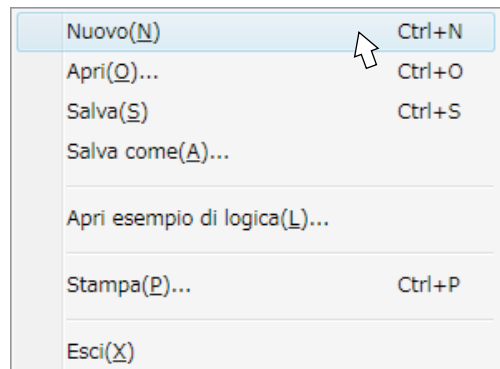 Nuovo(N) Ctrl+N
Apri(O)... Ctrl+O
Salva(S) Ctrl+S
Salva come(A)...
Apri esempio di logica(L)...
Stampa(P)... Ctrl+P
Esci(X)